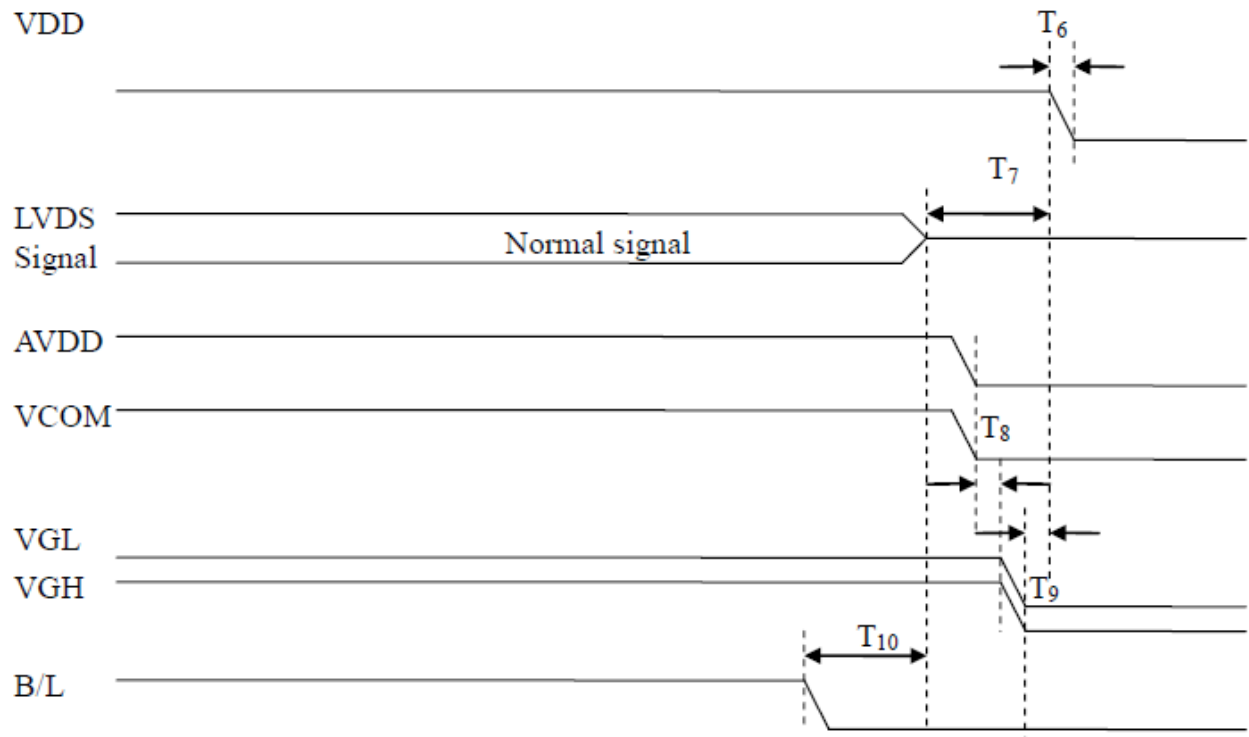 VDD
T6
T7
LVDS
Signal
Normal signal
AVDD
VCOM
T8
VGL
VGH
T9
T10
B/L